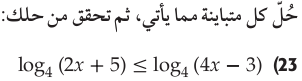 حُلّ كل متباينة مما يأتي، ثم تحقق من حلك:
(23 log₄ (2x + 5) ≤ log₄ (4x − 3)